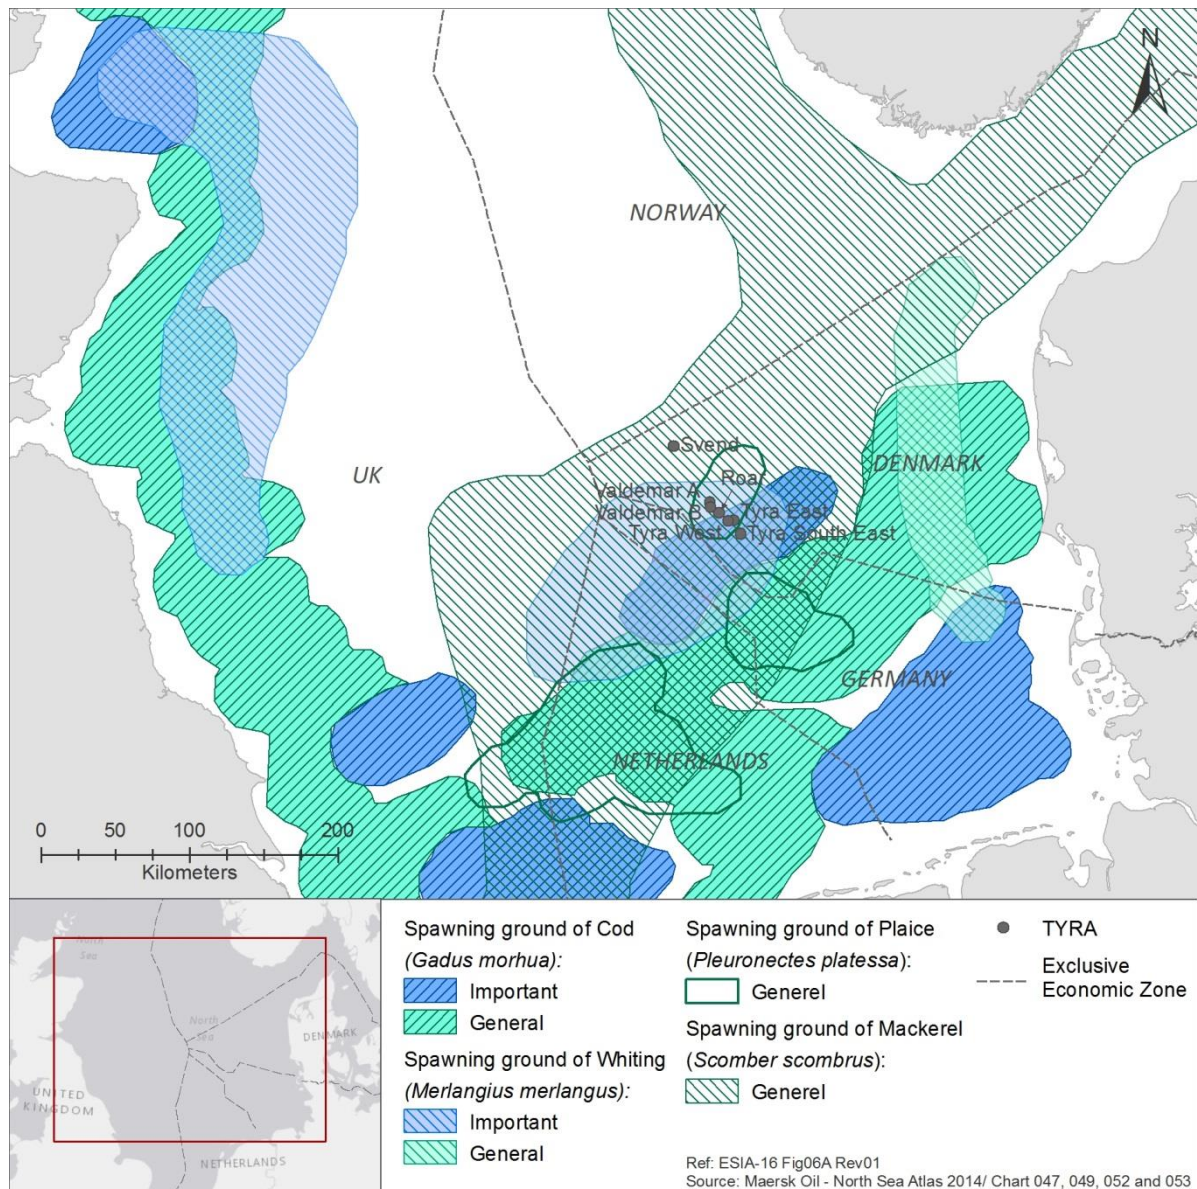 N
NORWAY
UK
Svend
DENMARK
Roar
Valdemar A
Valdemar B
Tyra East
Tyra West
Tyra South East
GERMANY
NETHERLANDS
0 50 100 200
Kilometers
North
Sea
North
Sea
DENMARK
UNITED
KINGDOM
NETHERLANDS
Spawning ground of Cod
(Gadus morhua):
Important
General
Spawning ground of Whiting
(Merlangius merlangus):
Important
General
Spawning ground of Plaice
(Pleuronectes platessa):
Generel
Spawning ground of Mackerel
(Scomber scombrus):
Generel
TYRA
Exclusive
Economic Zone
Ref: ESIA-16 Fig06A Rev01
Source: Maersk Oil - North Sea Atlas 2014/ Chart 047, 049, 052 and 053